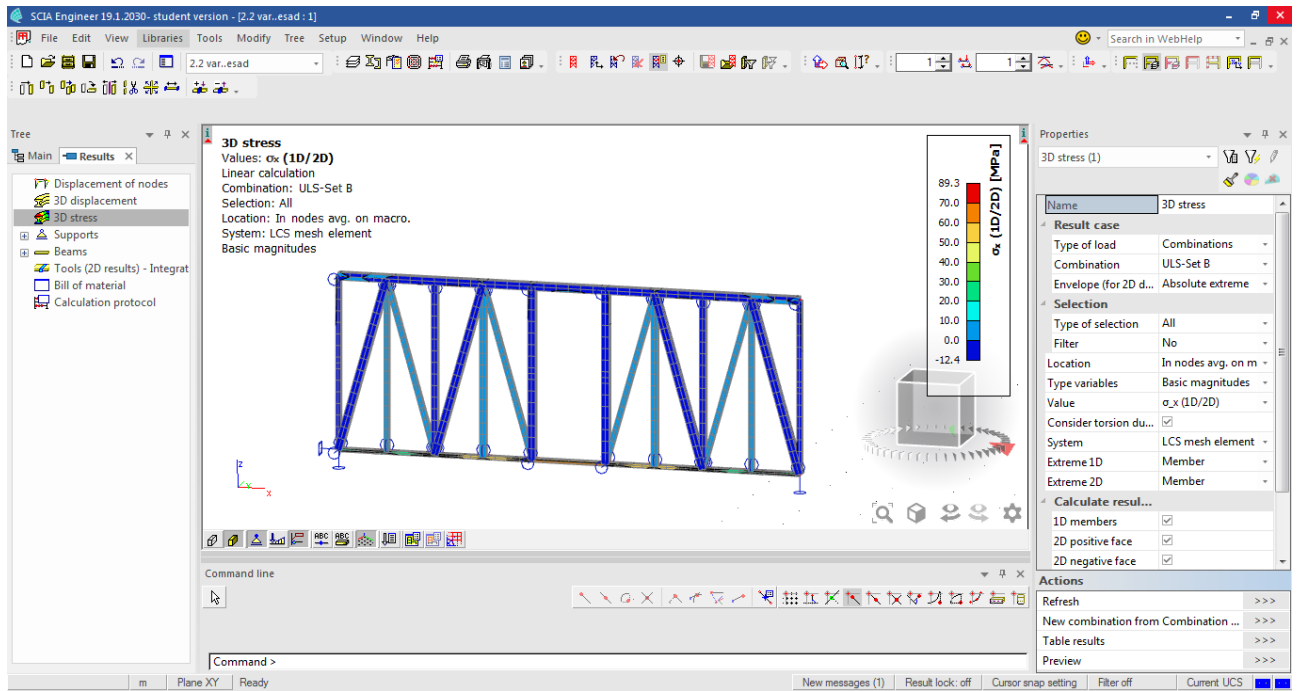 SCIA Engineer 19.1.2030- student version - [2.2 var..esad : 1]
File Edit View Libraries Tools Modify Tree Setup Window Help
Search in WebHelp
2.2 var..esad
1
1
Tree
Main
Results
Displacement of nodes
3D displacement
3D stress
Supports
Beams
Tools (2D results) - Integrat
Bill of material
Calculation protocol
3D stress
Values: σx (1D/2D)
Linear calculation
Combination: ULS-Set B
Selection: All
Location: In nodes avg. on macro.
System: LCS mesh element
Basic magnitudes
89.3
70.0
60.0
50.0
40.0
30.0
20.0
10.0
0.0
-12.4
σx (1D/2D) [MPa]
z
y
x
ABC
ABC
Command line
Command >
Properties
3D stress (1)
Name 3D stress
Result case
Type of load Combinations
Combination ULS-Set B
Envelope (for 2D d... Absolute extreme
Selection
Type of selection All
Filter No
Location In nodes avg. on m
Type variables Basic magnitudes
Value σ_x (1D/2D)
Consider torsion du...
System LCS mesh element
Extreme 1D Member
Extreme 2D Member
Calculate resul...
1D members
2D positive face
2D negative face
Actions
Refresh >>>
New combination from Combination ... >>>
Table results >>>
Preview >>>
m Plane XY Ready New messages (1) Result lock: off Cursor snap setting Filter off Current UCS